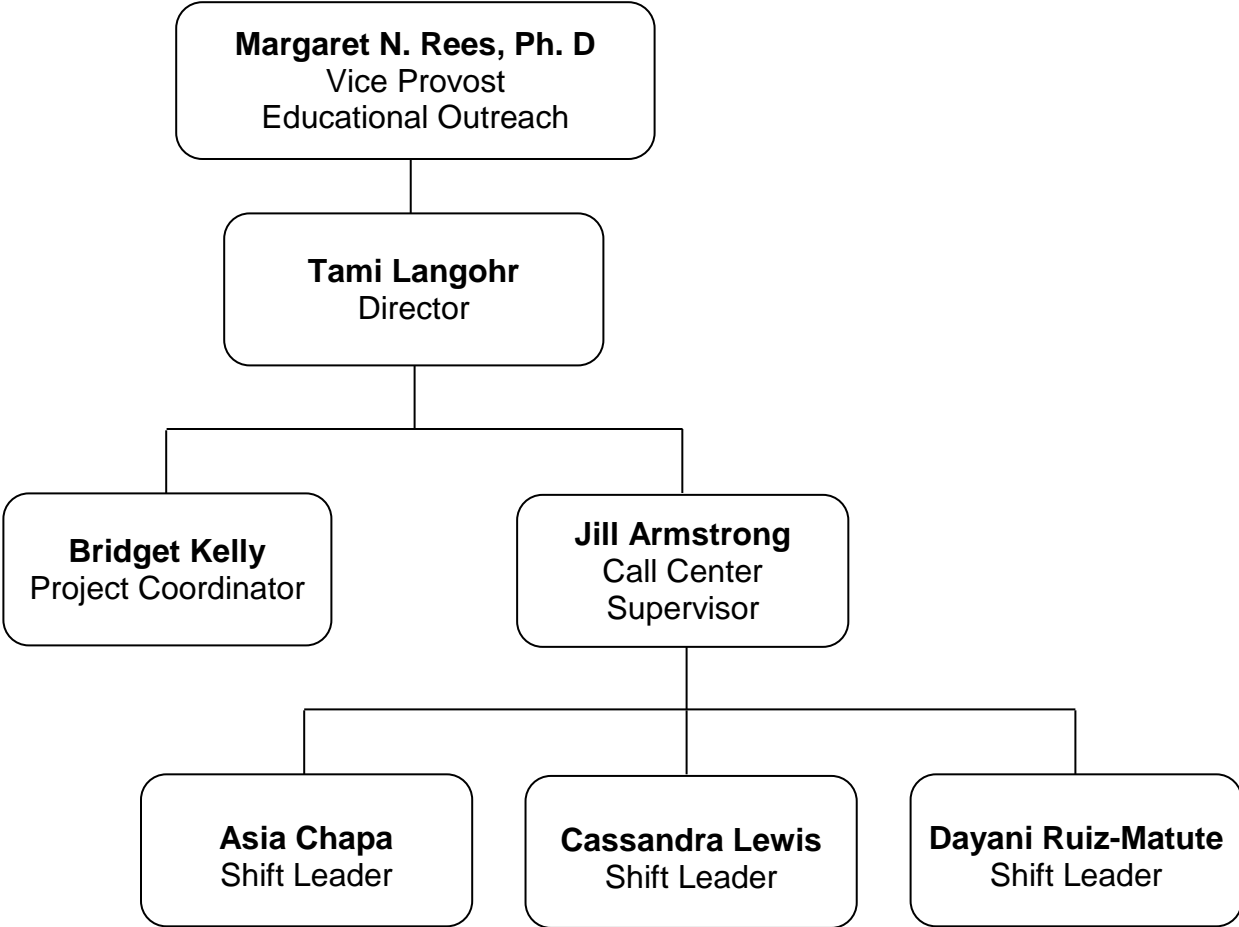 Margaret N. Rees, Ph. D
Vice Provost
Educational Outreach
Tami Langohr
Director
Bridget Kelly
Project Coordinator
Jill Armstrong
Call Center
Supervisor
Asia Chapa
Shift Leader
Cassandra Lewis
Shift Leader
Dayani Ruiz-Matute
Shift Leader